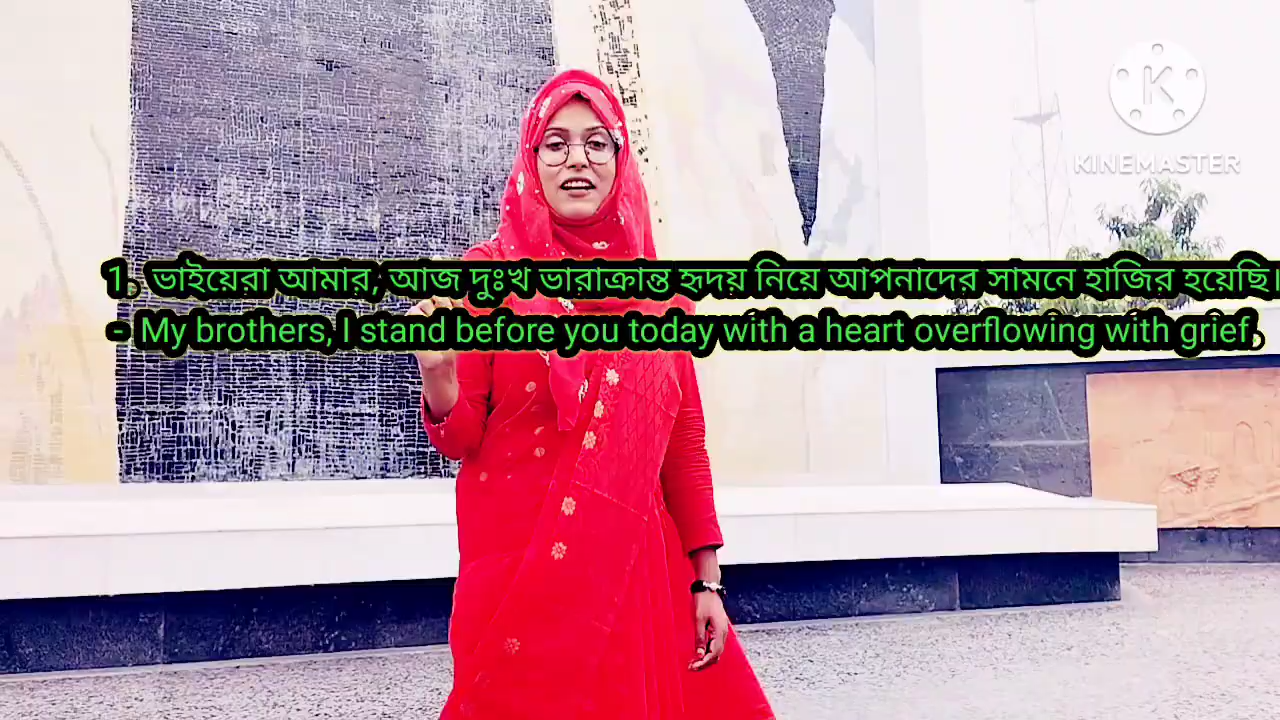 K
KINEMASTER
1. ভাইয়েরা আমার, আজ দুঃখ ভারাক্রান্ত হৃদয় নিয়ে আপনাদের সামনে হাজির হয়েছি।
- My brothers, I stand before you today with a heart overflowing with grief.